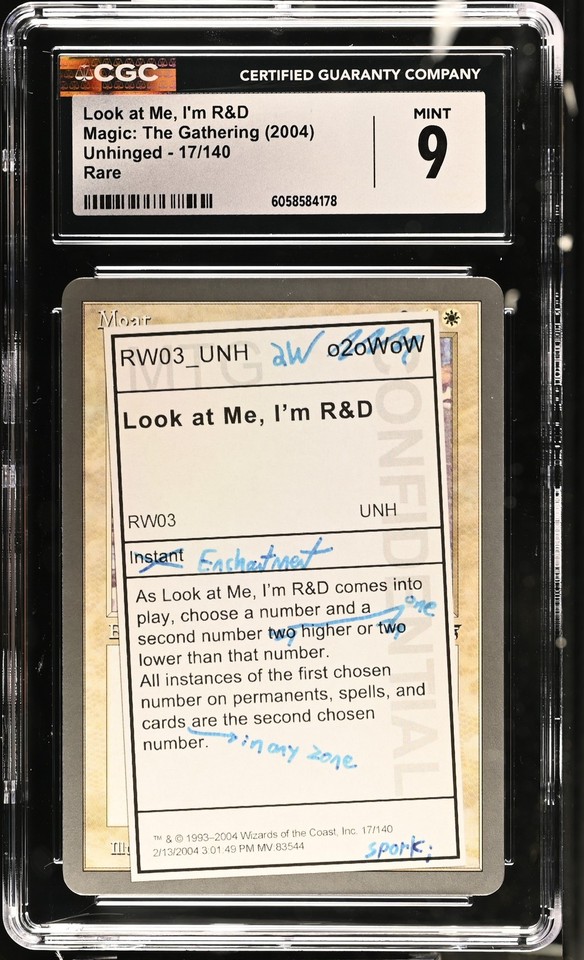 CGC
CERTIFIED GUARANTY COMPANY
Look at Me, I'm R&D
Magic: The Gathering (2004)
Unhinged - 17/140
Rare
MINT
9
6058584178
Moar
MTG CONFIDENTIAL
RW03_UNH 2W o2oWoW
Look at Me, I'm R&D
RW03 UNH
Instant Enchantment
As Look at Me, I'm R&D comes into
play, choose a number and a one
second number two higher or two
lower than that number.
All instances of the first chosen
number on permanents, spells, and
cards are the second chosen
number. in any zone
™ & © 1993–2004 Wizards of the Coast, Inc. 17/140
2/13/2004 3:01:49 PM MV 83544
spork;